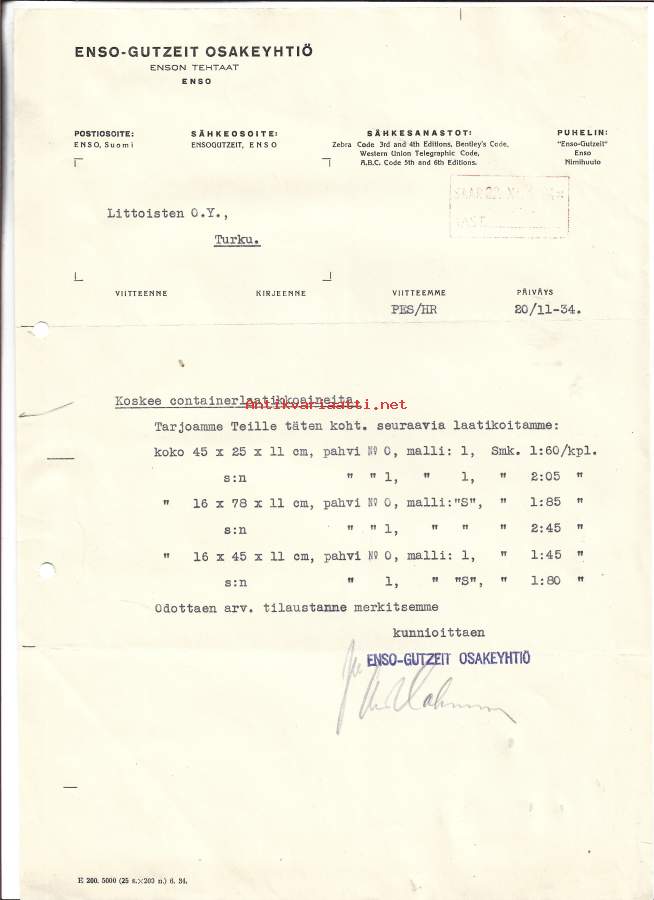 ENSO-GUTZEIT OSAKEYHTIÖ
ENSON TEHTAAT
ENSO
POSTIOSOITE:
ENSO, Suomi
SÄHKEOSOITE:
ENSOGUTZEIT, ENSO
SÄHKESANASTOT:
Zebra Code 3rd and 4th Editions, Bentley's Code,
Western Union Telegraphic Code,
A.B.C. Code 5th and 6th Editions.
PUHELIN:
"Enso-Gutzeit"
Enso
Nimihuuto
Littoisten O.Y.,
Turku.
VIITTEENNE KIRJEENNE VIITTEEMME PÄIVÄYS
PES/HR 20/11-34.
Koskee containerlaatikkoaineita
Antikvariaatti.net
Tarjoamme Teille täten koht. seuraavia laatikoitamme:
koko 45 x 25 x 11 cm, pahvi № 0, malli: 1, Smk. 1:60/kpl.
s:n " " 1, " 1, " 2:05 "
" 16 x 78 x 11 cm, pahvi № 0, malli:"S", " 1:85 "
s:n " " 1, " " " 2:45 "
" 16 x 45 x 11 cm, pahvi № 0, malli: 1, " 1:45 "
s:n " 1, " "S", " 1:80 "
Odottaen arv. tilaustanne merkitsemme
kunnioittaen
ENSO-GUTZEIT OSAKEYHTIÖ
E 200. 5000 (25 s.×200 n.) 6. 34.